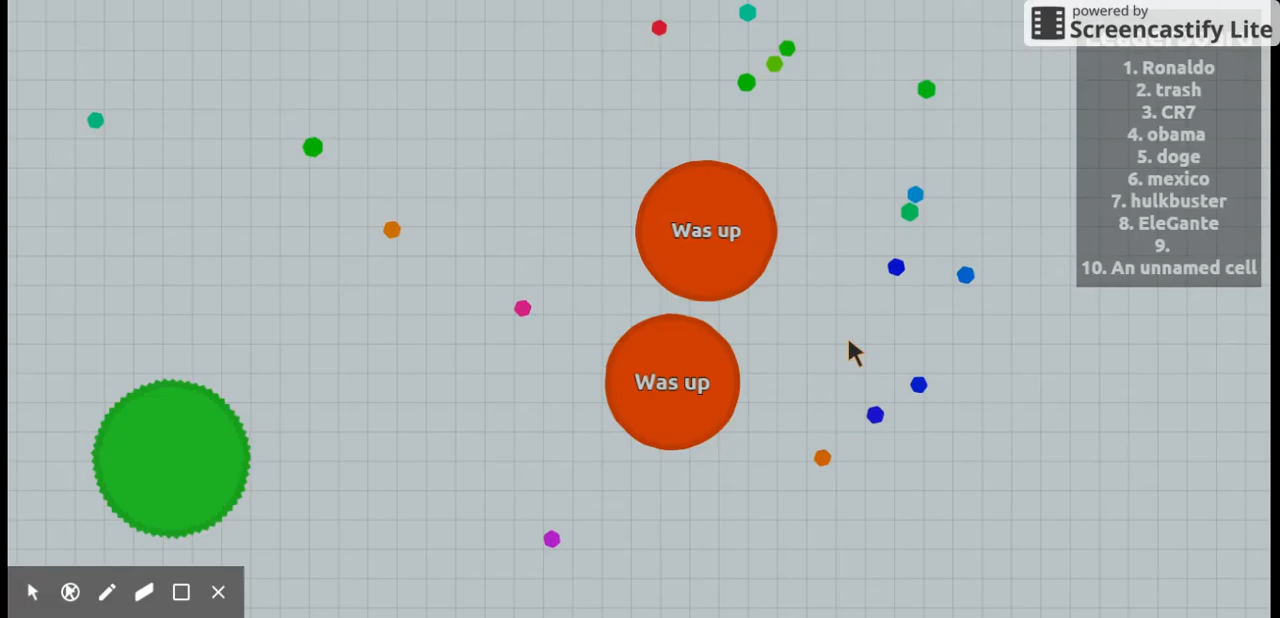 powered by
Screencastify Lite
1. Ronaldo
2. trash
3. CR7
4. obama
5. doge
6. mexico
7. hulkbuster
8. EleGante
9.
10. An unnamed cell
Was up
Was up